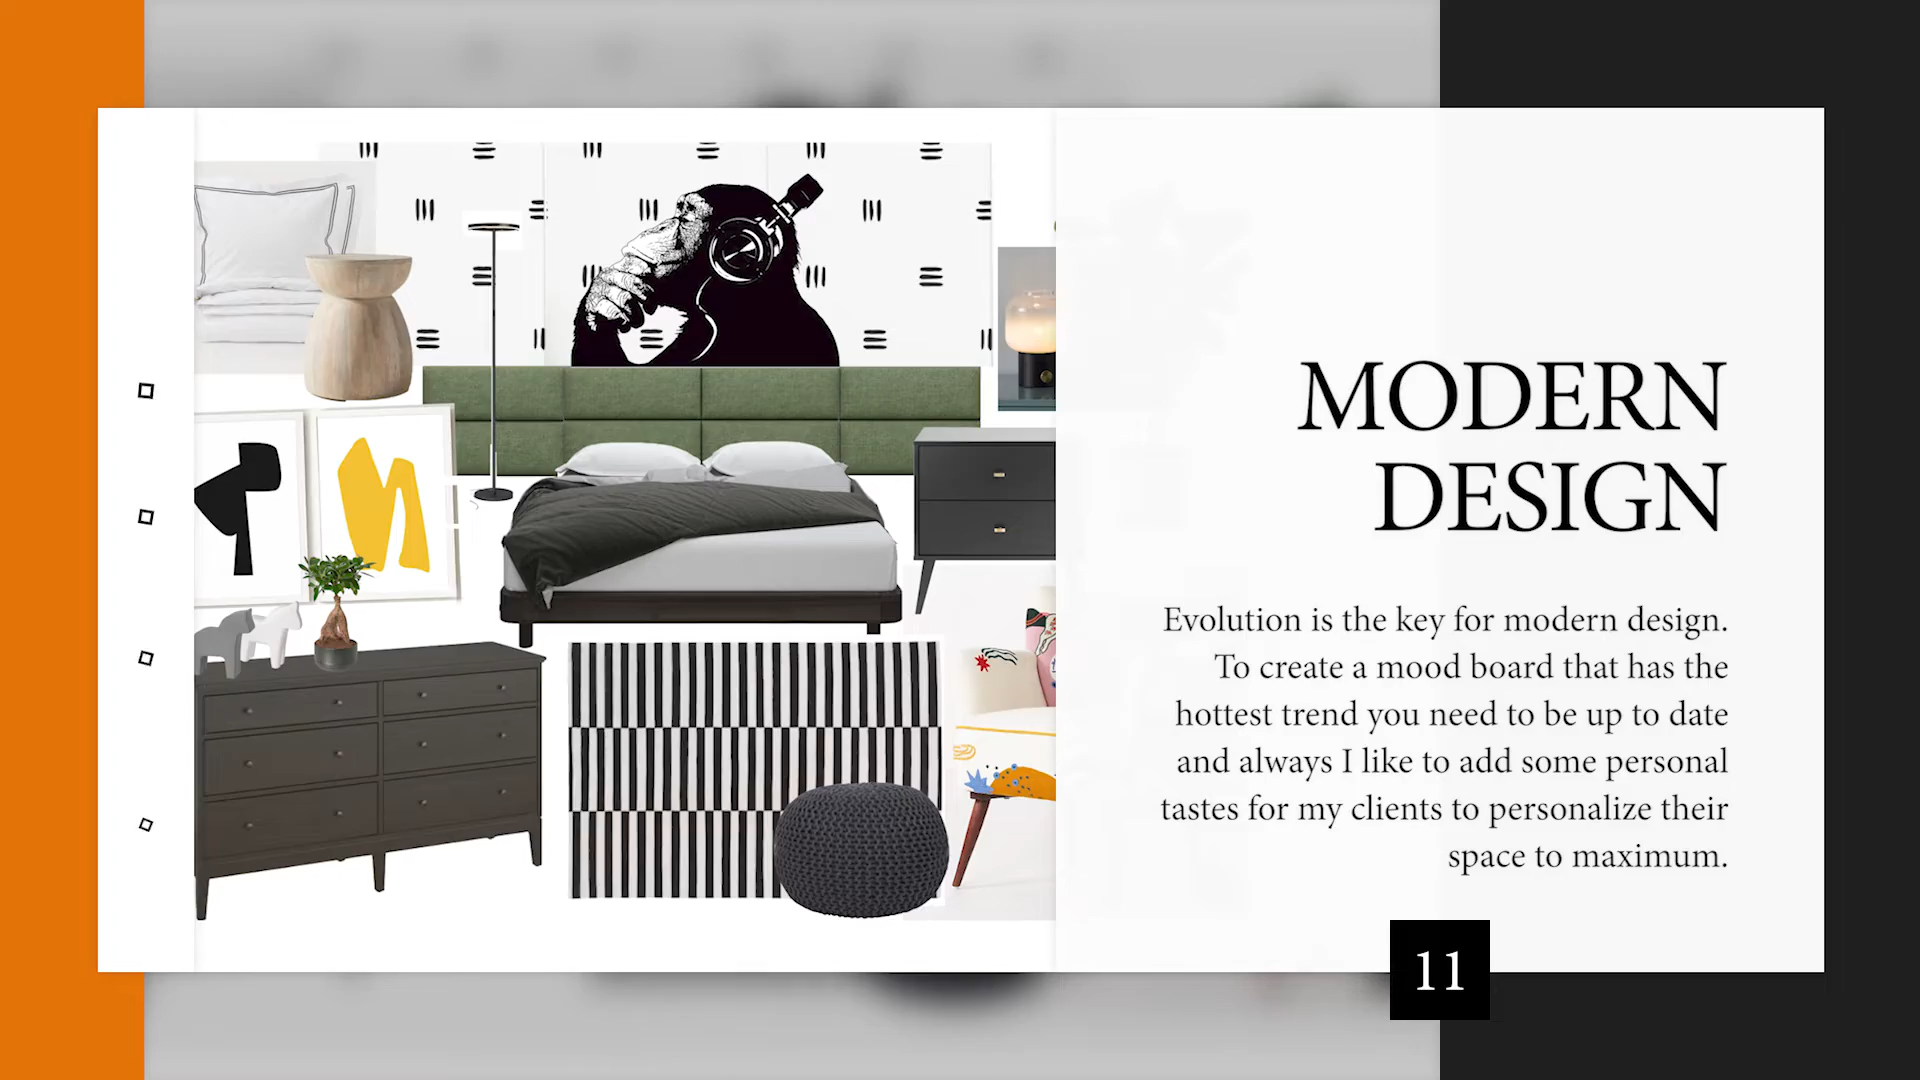 MODERN
DESIGN
Evolution is the key for modern design.
To create a mood board that has the
hottest trend you need to be up to date
and always I like to add some personal
tastes for my clients to personalize their
space to maximum.
11